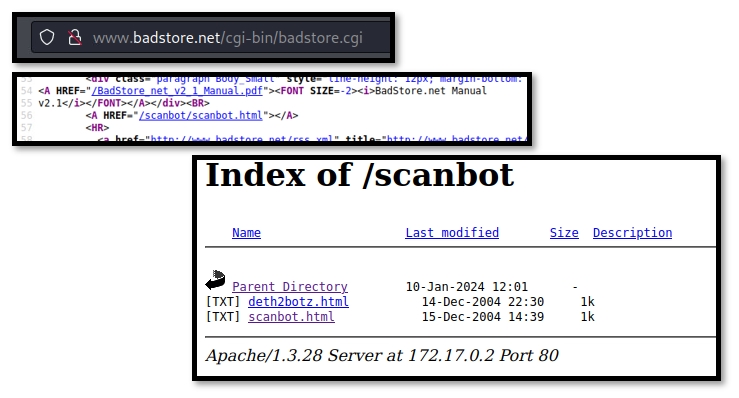 www.badstore.net/cgi-bin/badstore.cgi
53 <div class="paragraph Body_Small" style="line-height: 12px; margin-bottom:
54 <A HREF="/BadStore_net_v2_1_Manual.pdf"><FONT SIZE=-2><i>BadStore.net Manual
v2.1</i></FONT></A></div><BR>
55 <A HREF="/scanbot/scanbot.html"></A>
57 <HR>
58 <a href="http://www.badstore.net/rss.xml" title="http://www.badstore.net/
Index of /scanbot
Name Last modified Size Description
Parent Directory 10-Jan-2024 12:01 -
[TXT] deth2botz.html 14-Dec-2004 22:30 1k
[TXT] scanbot.html 15-Dec-2004 14:39 1k
Apache/1.3.28 Server at 172.17.0.2 Port 80